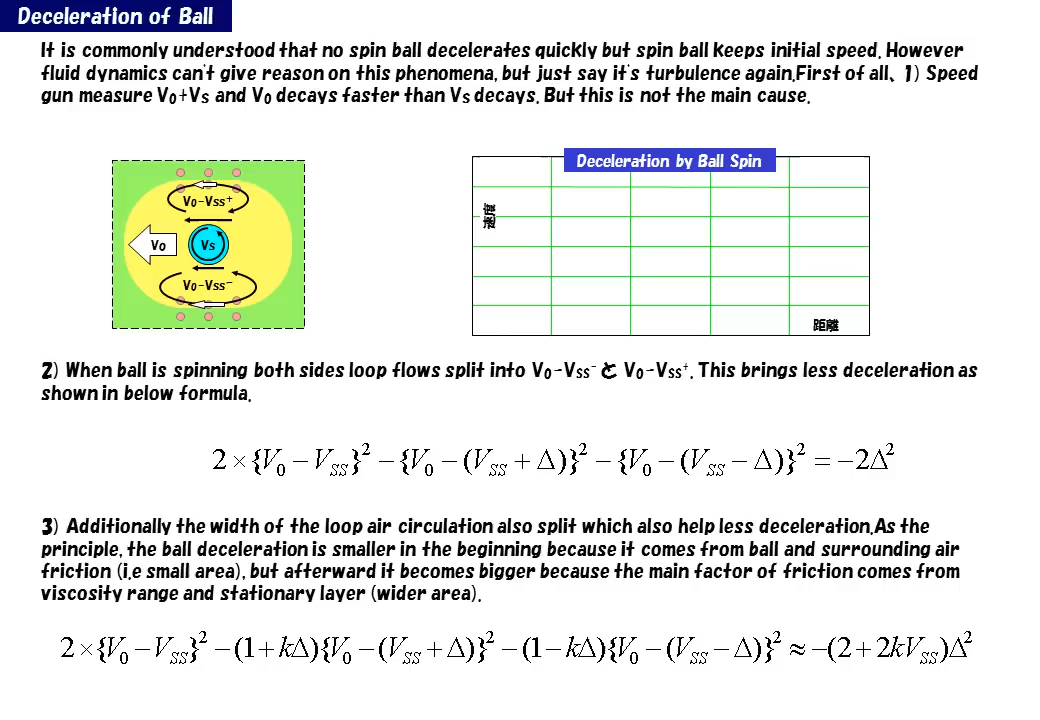 Deceleration of Ball
It is commonly understood that no spin ball decelerates quickly but spin ball keeps initial speed. However
fluid dynamics can't give reason on this phenomena, but just say it's turbulence again.First of all、1) Speed
gun measure V₀+Vs and V₀ decays faster than Vs decays. But this is not the main cause.
Deceleration by Ball Spin
V₀-Vss⁺
速度
V₀
Vs
V₀-Vss⁻
距離
2) When ball is spinning both sides loop flows split into V₀-Vss⁻ と V₀-Vss⁺. This brings less deceleration as
shown in below formula.
2×{V₀−V_SS}²−{V₀−(V_SS+Δ)}²−{V₀−(V_SS−Δ)}²=−2Δ²
3) Additionally the width of the loop air circulation also split which also help less deceleration.As the
principle, the ball deceleration is smaller in the beginning because it comes from ball and surrounding air
friction (i.e small area), but afterward it becomes bigger because the main factor of friction comes from
viscosity range and stationary layer (wider area).
2×{V₀−V_SS}²−(1+kΔ){V₀−(V_SS+Δ)}²−(1−kΔ){V₀−(V_SS−Δ)}²≈−(2+2kV_SS)Δ²